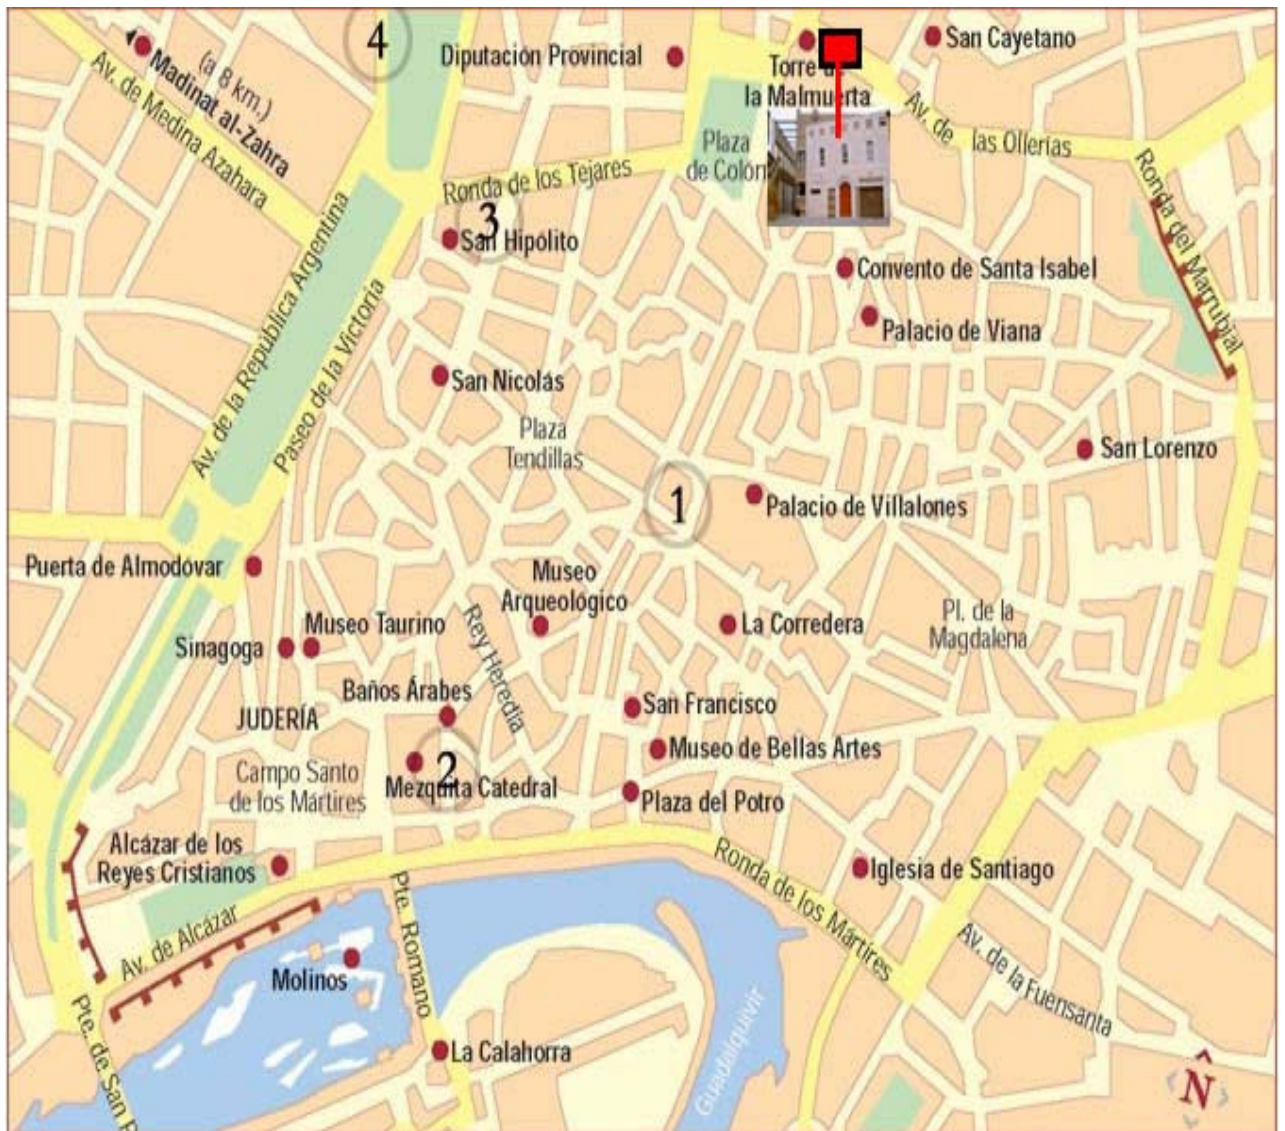 4
Diputación Provincial
San Cayetano
Madinat al-Zahra
(a 8 km.)
Av. de Medina Azahara
Torre
la Malmuerta
Av. de las Ollerías
Plaza
de Colón
Ronda de los Tejares
Ronda del Marrubial
3
San Hipólito
Convento de Santa Isabel
Palacio de Viana
Av. de la República Argentina
Paseo de la Victoria
San Nicolás
Plaza
Tendillas
San Lorenzo
1
Palacio de Villalones
Puerta de Almodóvar
Museo
Arqueológico
Museo Taurino
Sinagoga
Rey Heredia
La Corredera
Pl. de la
Magdalena
Baños Árabes
JUDERÍA
San Francisco
Museo de Bellas Artes
Campo Santo
de los Mártires
2
Mezquita Catedral
Plaza del Potro
Alcázar de los
Reyes Cristianos
Ronda de los Mártires
Iglesia de Santiago
Av. de Alcázar
Pte. Romano
Molinos
Av. de la Fuensanta
Pte. de San
La Calahorra
Guadalquivir
N